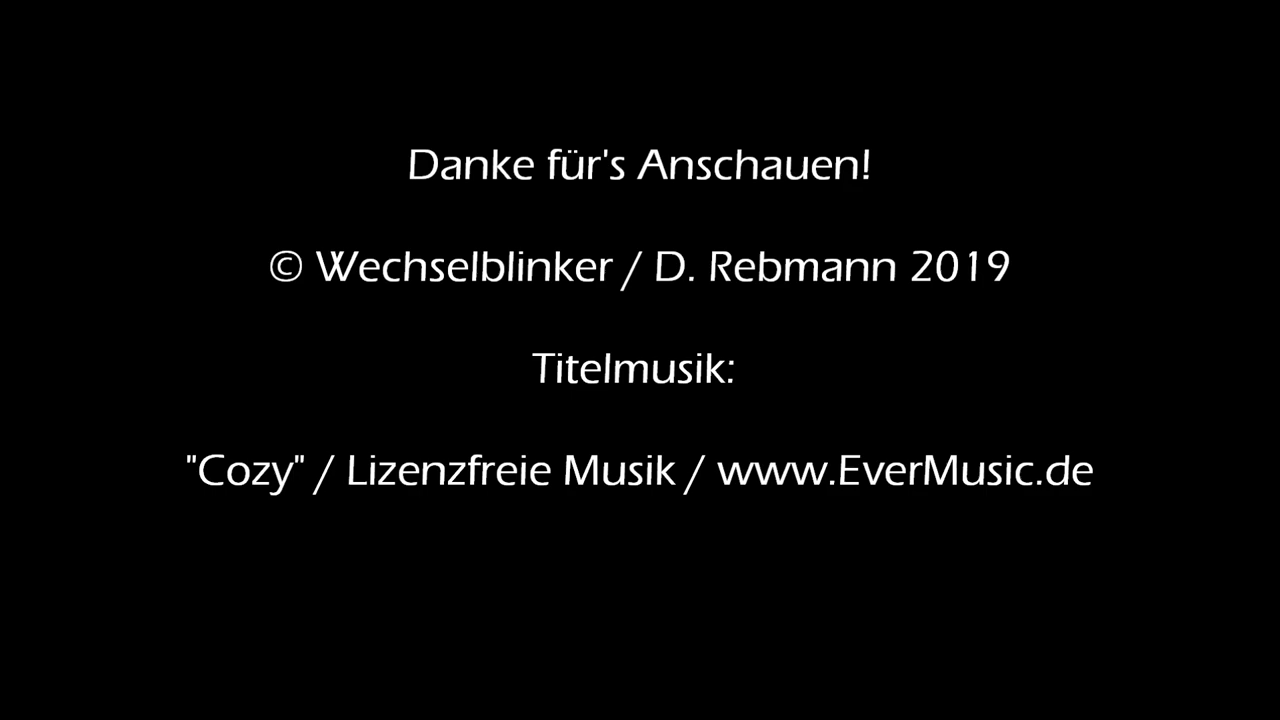 Danke für's Anschauen!
© Wechselblinker / D. Rebmann 2019
Titelmusik:
"Cozy" / Lizenzfreie Musik / www.EverMusic.de